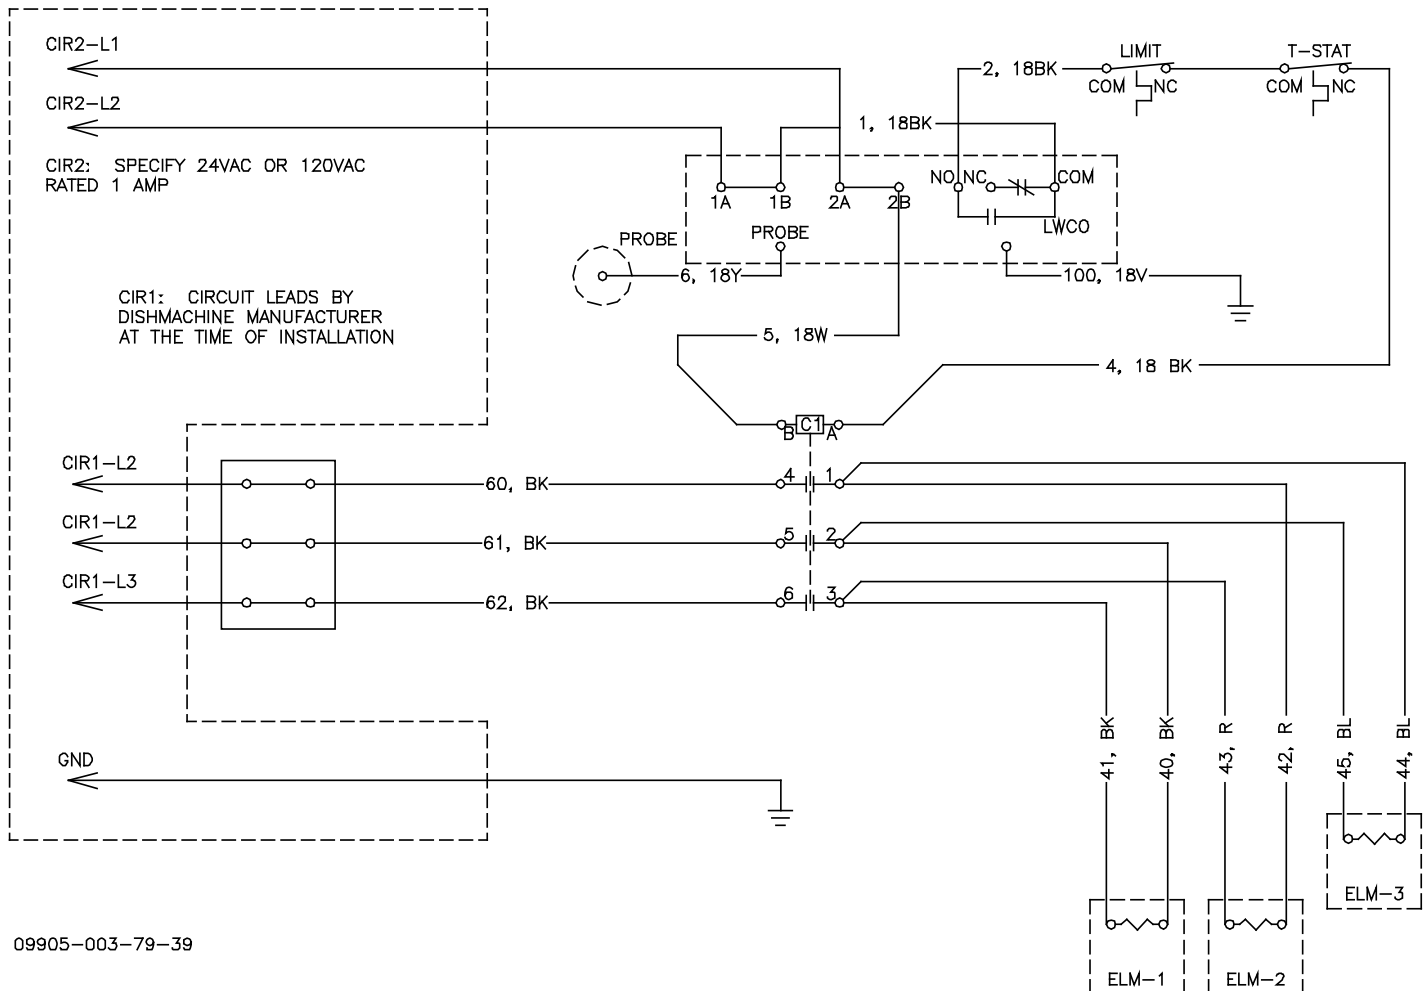 CIR2-L1
LIMIT
T-STAT
2, 18BK
COM
NC
COM
NC
CIR2-L2
1, 18BK
CIR2: SPECIFY 24VAC OR 120VAC
RATED 1 AMP
NO
NC
COM
1A
1B
2A
2B
LWCO
PROBE
PROBE
6, 18Y
100, 18V
CIR1: CIRCUIT LEADS BY
DISHMACHINE MANUFACTURER
AT THE TIME OF INSTALLATION
5, 18W
4, 18 BK
B
C1
A
CIR1-L2
60, BK
4
1
CIR1-L2
61, BK
5
2
CIR1-L3
62, BK
6
3
GND
41, BK
40, BK
43, R
42, R
45, BL
44, BL
ELM-3
09905-003-79-39
ELM-1
ELM-2